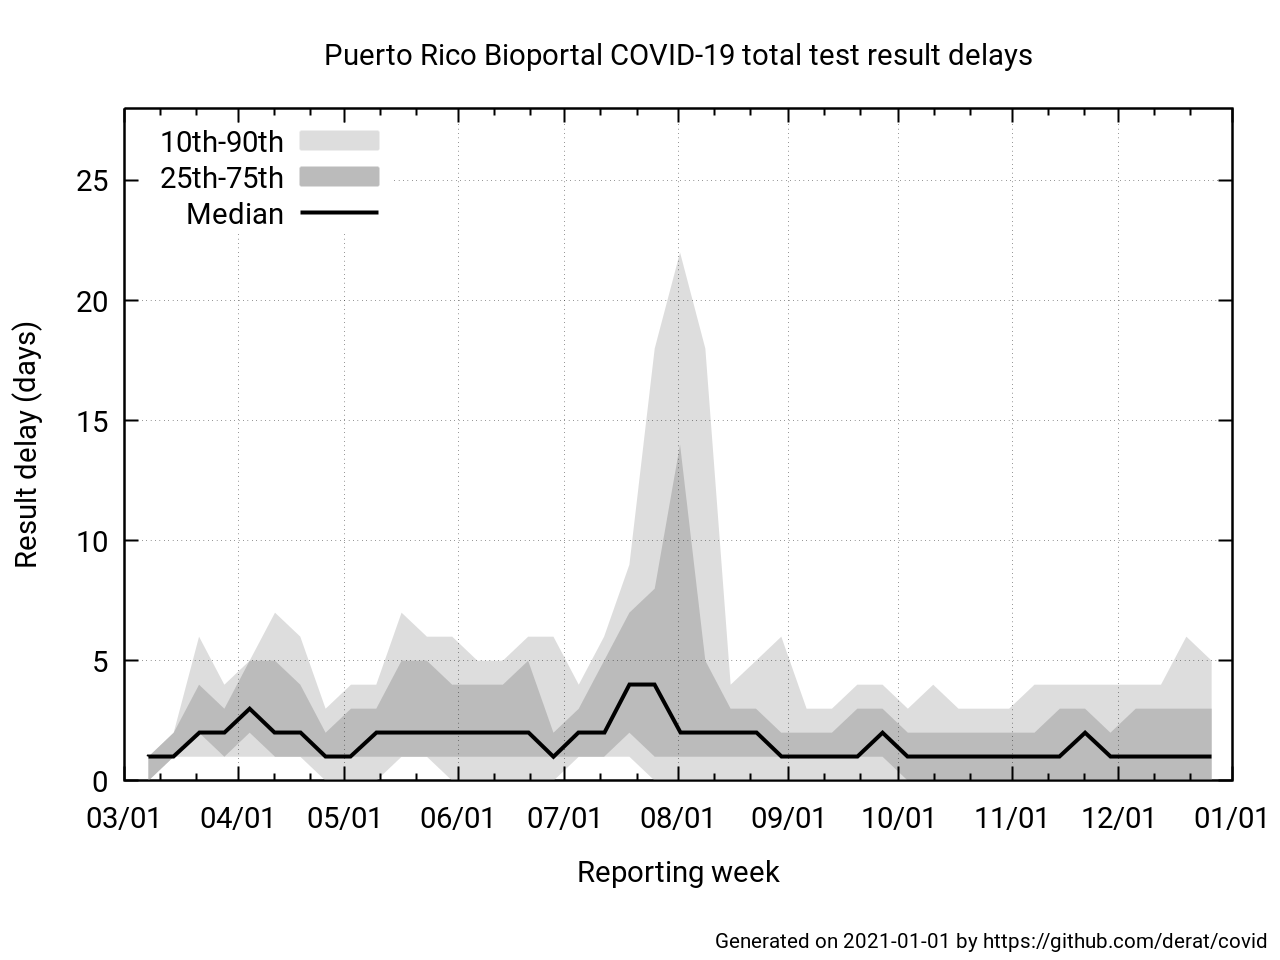 Puerto Rico Bioportal COVID-19 total test result delays
10th-90th
25th-75th
Median
25
20
15
10
5
0
Result delay (days)
03/01 04/01 05/01 06/01 07/01 08/01 09/01 10/01 11/01 12/01 01/01
Reporting week
Generated on 2021-01-01 by https://github.com/derat/covid